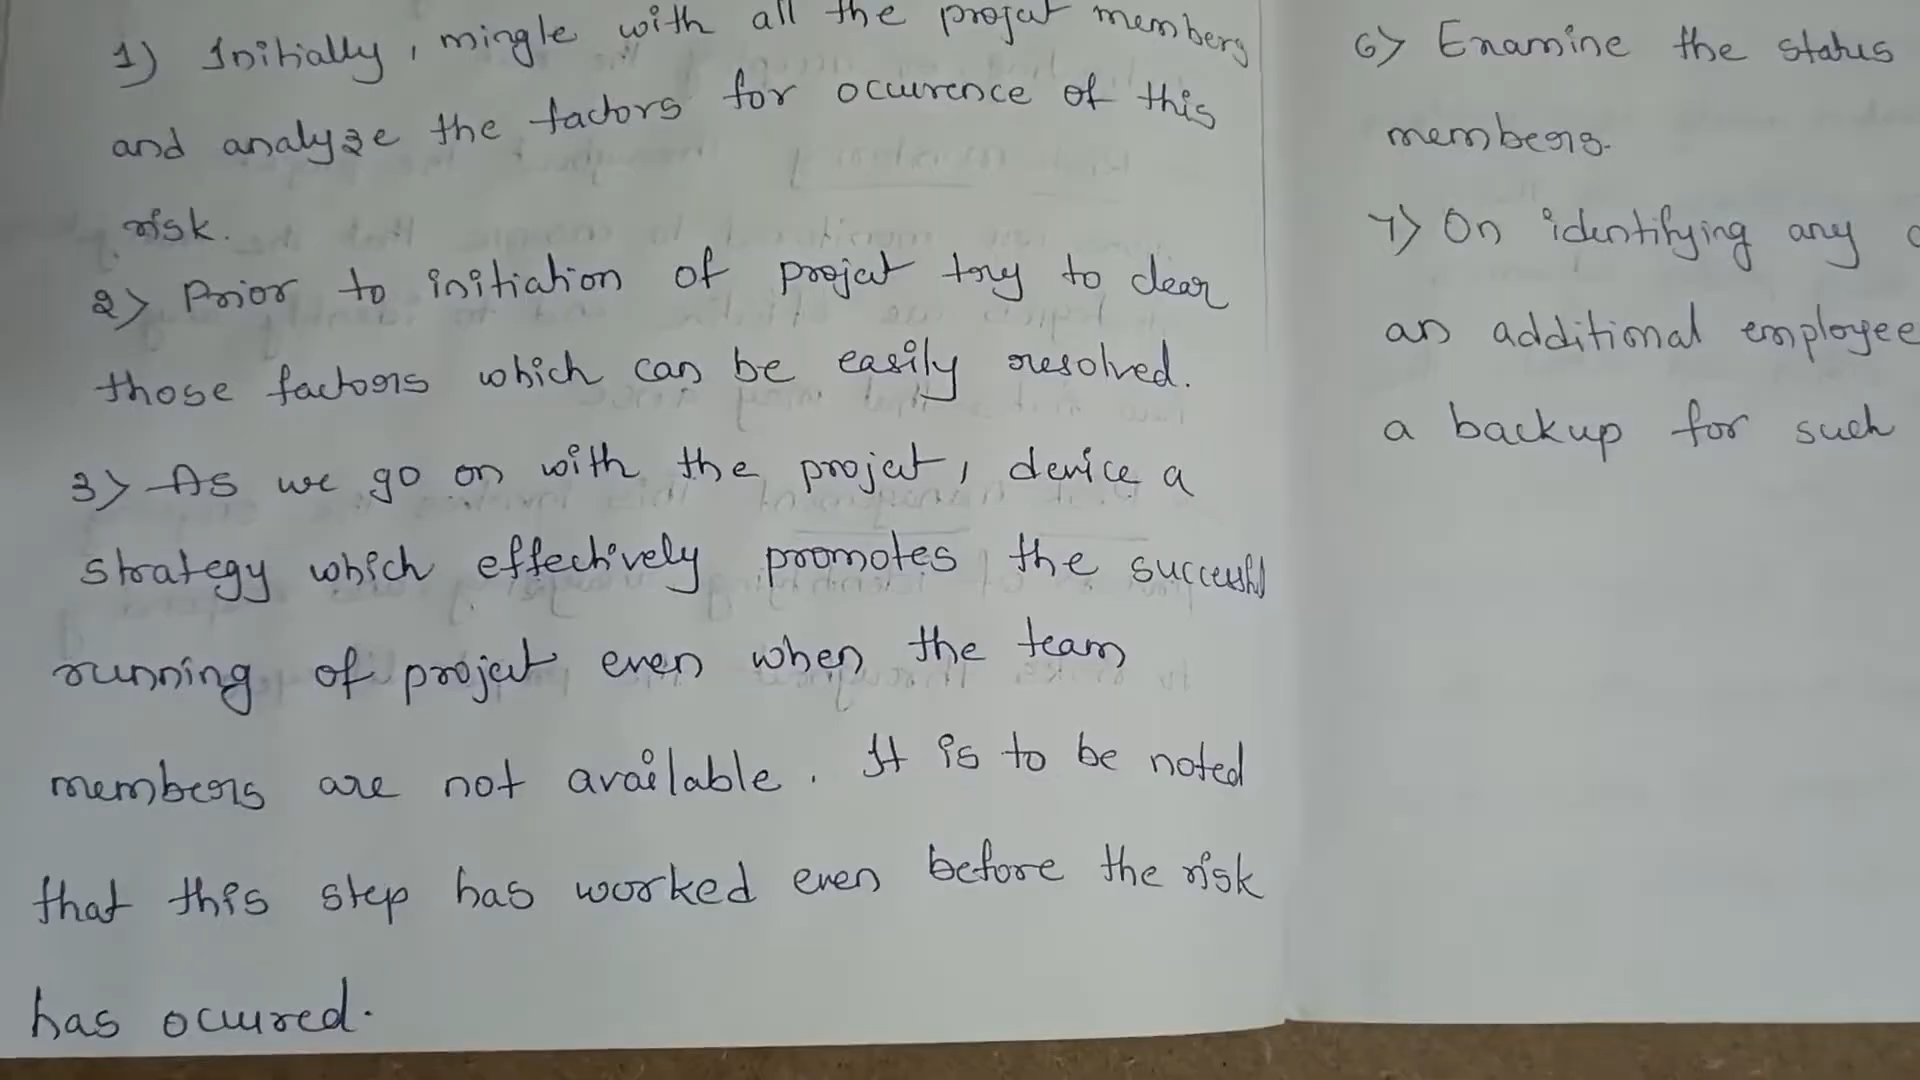 1) Initially, mingle with all the project members
and analyze the factors for occurence of this
risk.
2) Prior to initiation of project try to clear
those factors which can be easily resolved.
3) As we go on with the project, device a
strategy which effectively promotes the successful
running of project even when the team
members are not available. It is to be noted
that this step has worked even before the risk
has occured.
6) Examine the status
members.
7) On identifying any
an additional employee
a backup for such